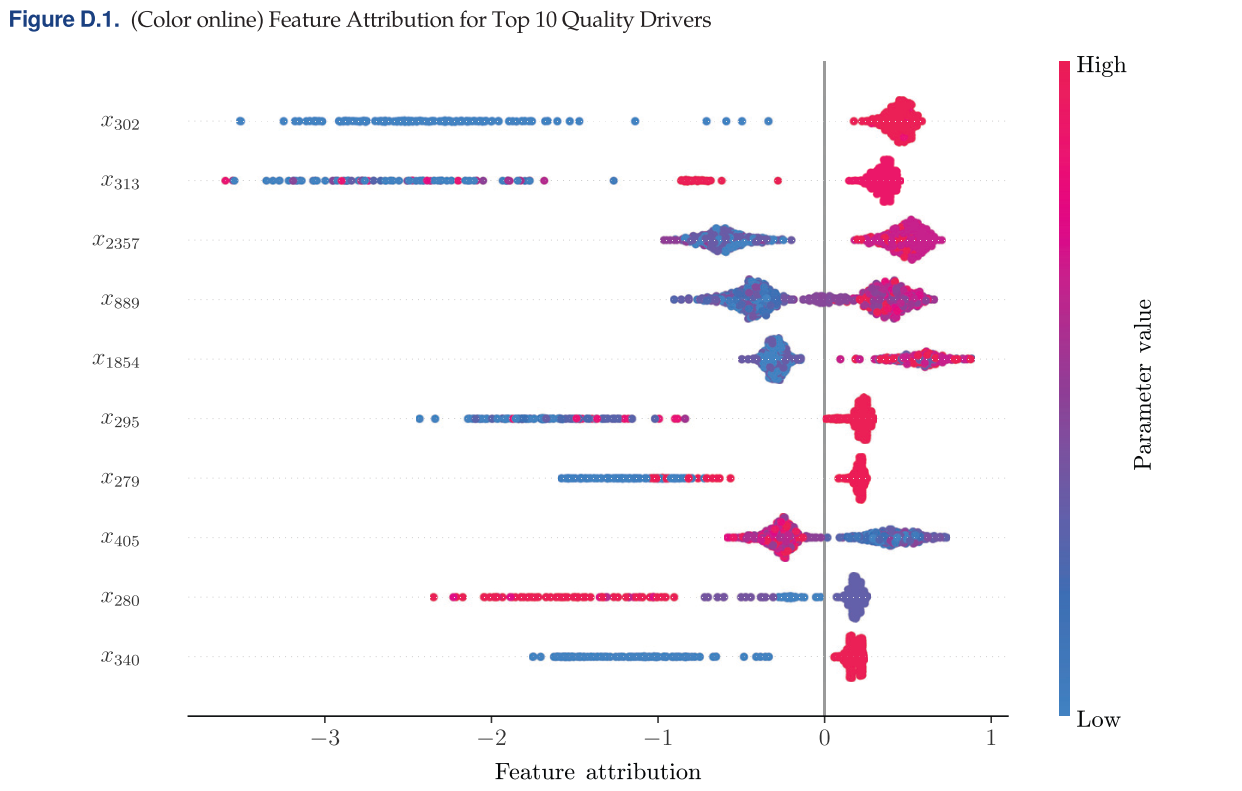 Figure D.1. (Color online) Feature Attribution for Top 10 Quality Drivers
High
x302
x313
x2357
x889
x1854
x295
x279
x405
x280
x340
Parameter value
Low
−3 −2 −1 0 1
Feature attribution